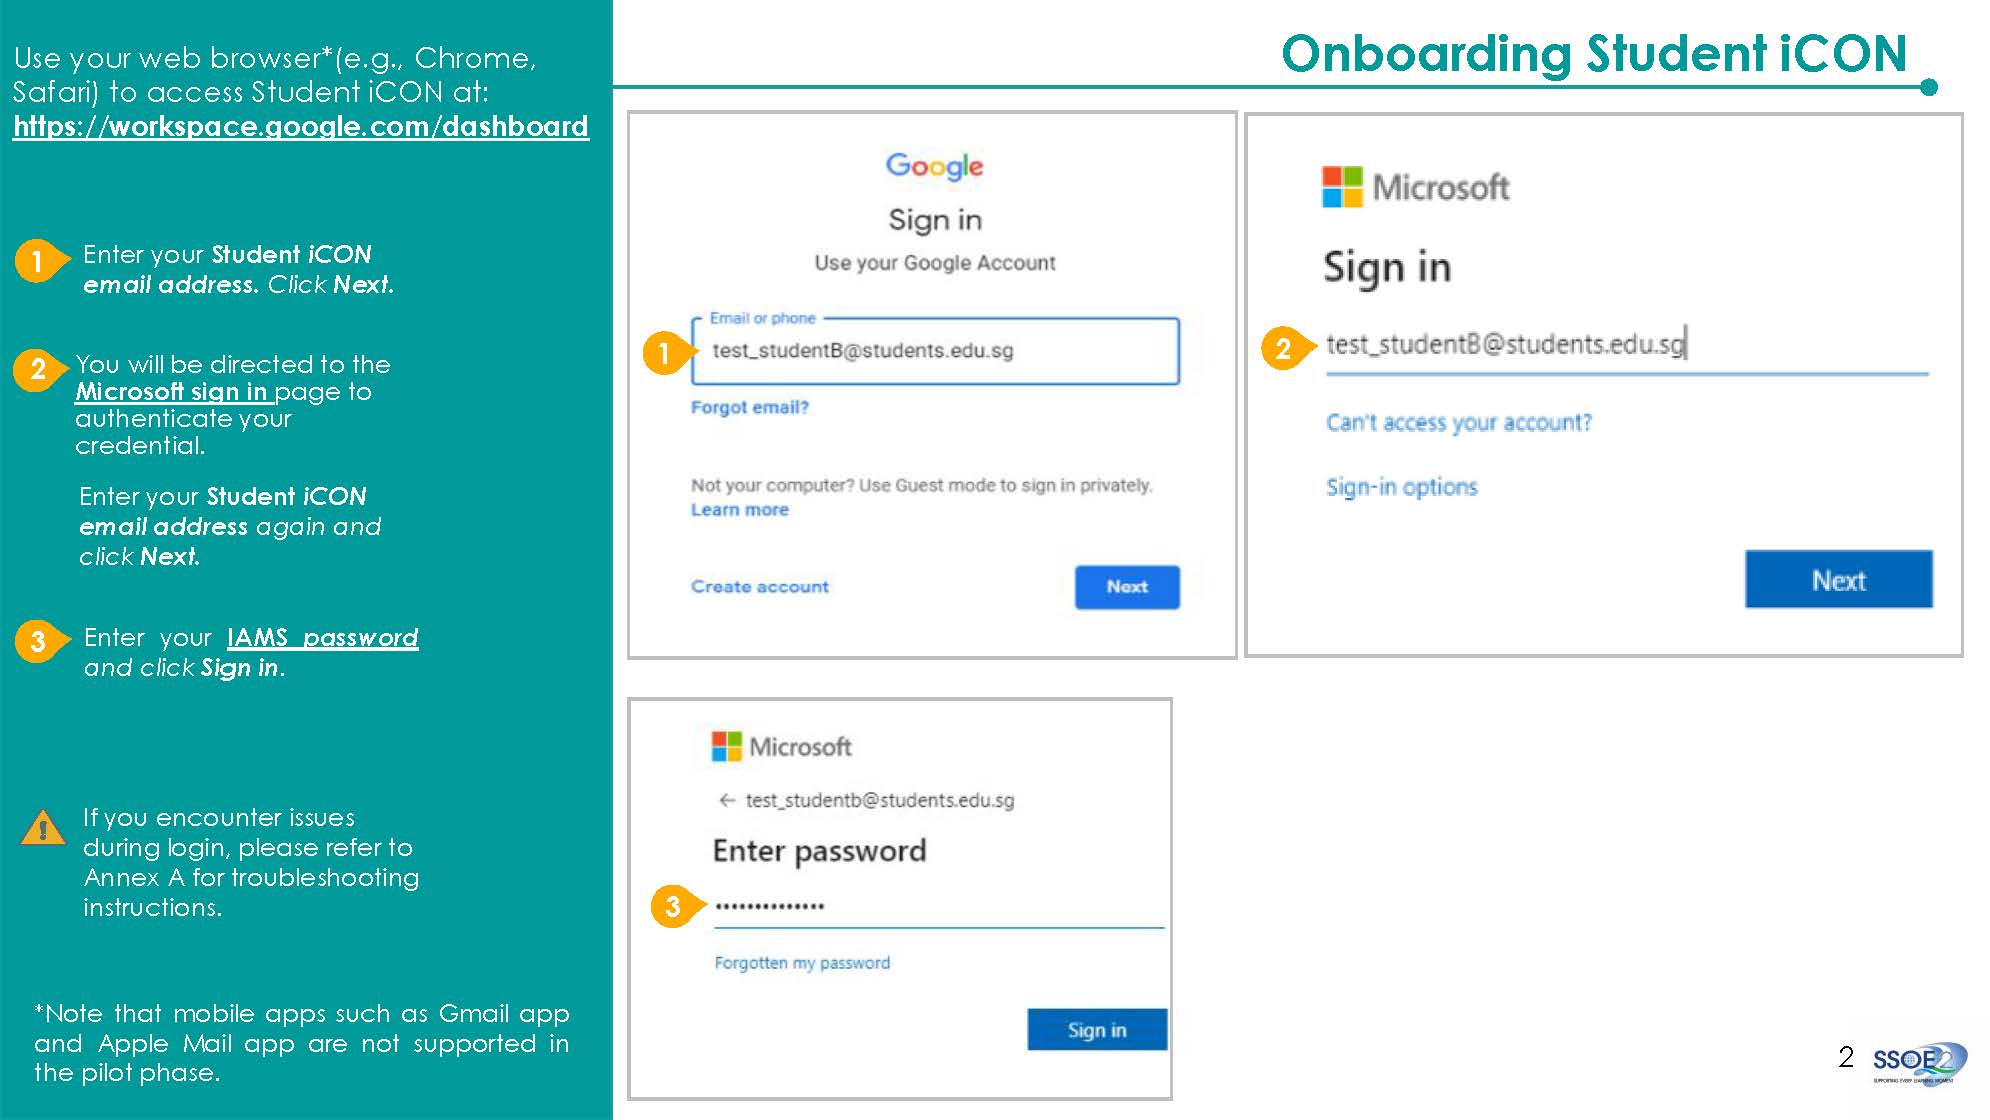 Use your web browser*(e.g., Chrome,
Safari) to access Student iCON at:
https://workspace.google.com/dashboard
1
Enter your Student iCON
email address. Click Next.
2
You will be directed to the
Microsoft sign in page to
authenticate your
credential.
Enter your Student iCON
email address again and
click Next.
3
Enter your IAMS password
and click Sign in.
!
If you encounter issues
during login, please refer to
Annex A for troubleshooting
instructions.
*Note that mobile apps such as Gmail app
and Apple Mail app are not supported in
the pilot phase.
Onboarding Student iCON
Google
Sign in
Use your Google Account
Email or phone
1
test_studentB@students.edu.sg
Forgot email?
Not your computer? Use Guest mode to sign in privately.
Learn more
Create account
Next
Microsoft
Sign in
2
test_studentB@students.edu.sg
Can't access your account?
Sign-in options
Next
Microsoft
← test_studentb@students.edu.sg
Enter password
3
••••••••••••••
Forgotten my password
Sign in
2
SSOE2
SUPPORTING EVERY LEARNING MOMENT